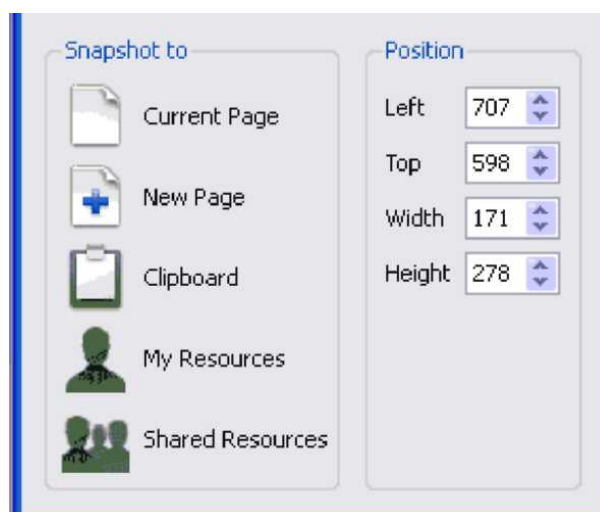 Snapshot to
Current Page
New Page
Clipboard
My Resources
Shared Resources
Position
Left 707
Top 598
Width 171
Height 278